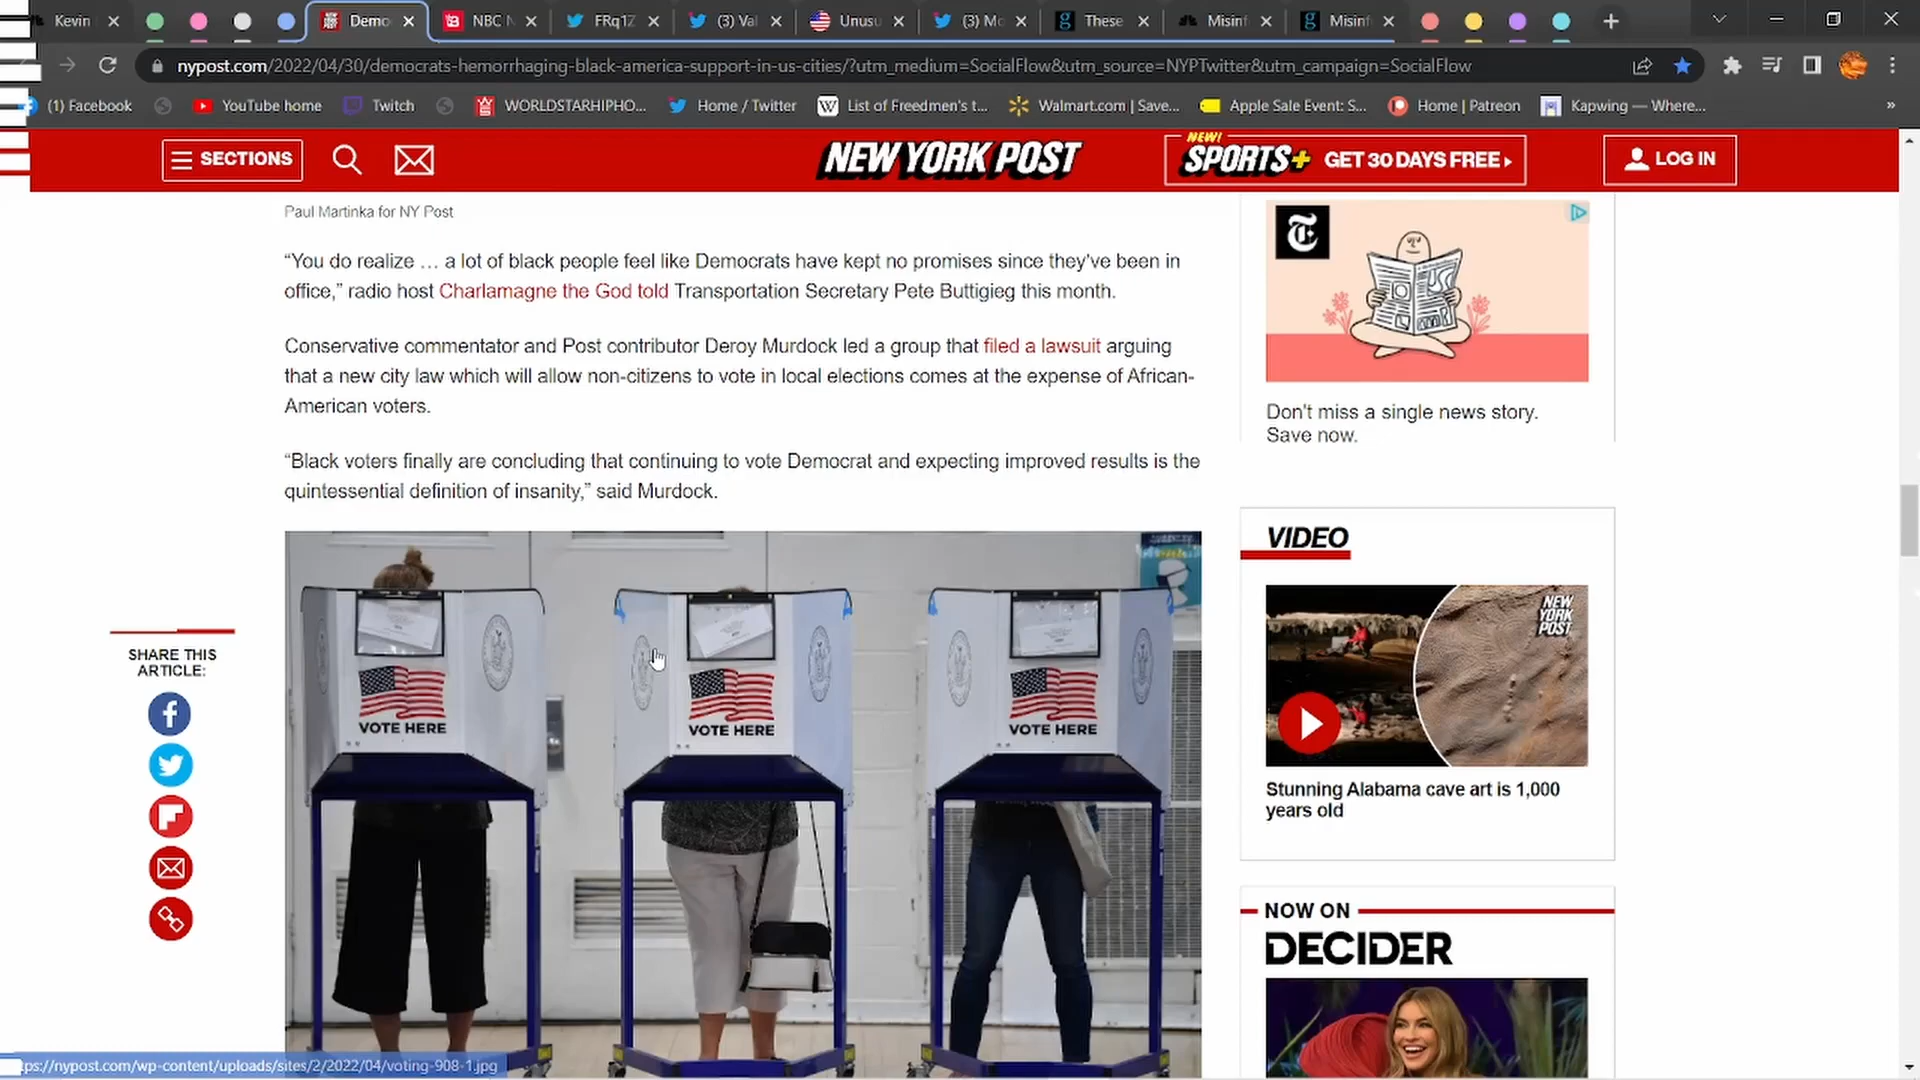 Kevin
Demo
NBC N
FRq1Z
(3) Val
Unusu
(3) Mo
These
Misinf
Misinf
nypost.com/2022/04/30/democrats-hemorrhaging-black-america-support-in-us-cities/?utm_medium=SocialFlow&utm_source=NYPTwitter&utm_campaign=SocialFlow
(1) Facebook
YouTube home
Twitch
WORLDSTARHIPHO...
Home / Twitter
List of Freedmen's t...
Walmart.com | Save...
Apple Sale Event: S...
Home | Patreon
Kapwing — Where...
SECTIONS
NEW YORK POST
NEW!
SPORTS+ GET 30 DAYS FREE
LOG IN
Paul Martinka for NY Post
“You do realize … a lot of black people feel like Democrats have kept no promises since they've been in
office,” radio host Charlamagne the God told Transportation Secretary Pete Buttigieg this month.
Conservative commentator and Post contributor Deroy Murdock led a group that filed a lawsuit arguing
that a new city law which will allow non-citizens to vote in local elections comes at the expense of African-
American voters.
“Black voters finally are concluding that continuing to vote Democrat and expecting improved results is the
quintessential definition of insanity,” said Murdock.
VOTE HERE
VOTE HERE
VOTE HERE
SHARE THIS
ARTICLE:
Don't miss a single news story.
Save now.
VIDEO
NEW
YORK
POST
Stunning Alabama cave art is 1,000
years old
NOW ON
DECIDER
tps://nypost.com/wp-content/uploads/sites/2/2022/04/voting-908-1.jpg